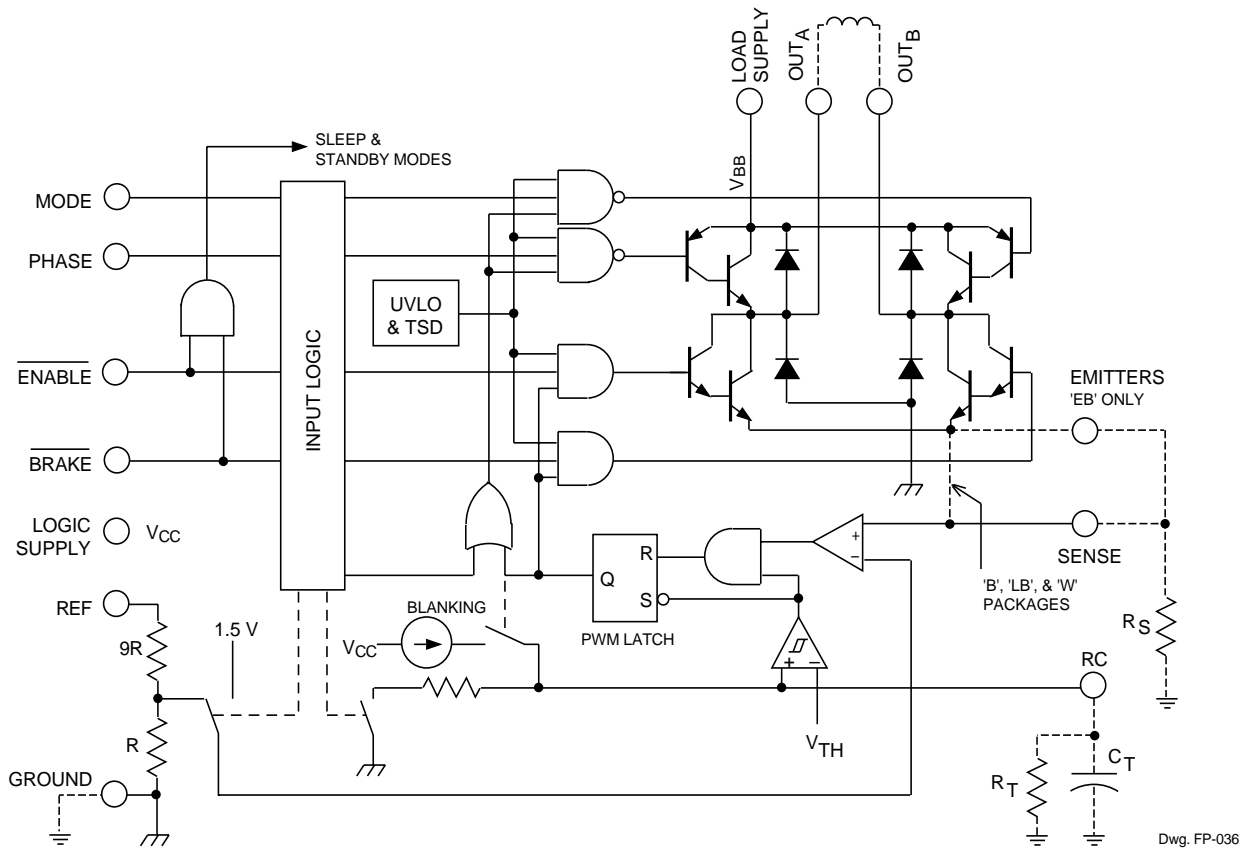 LOAD
SUPPLY
OUTA
OUTB
SLEEP &
STANDBY MODES
VBB
MODE
PHASE
UVLO
& TSD
ENABLE
INPUT LOGIC
EMITTERS
'EB' ONLY
BRAKE
LOGIC
SUPPLY
VCC
SENSE
+
–
R
Q
S
'B', 'LB', & 'W'
PACKAGES
REF
BLANKING
PWM LATCH
RS
1.5 V
9R
VCC
+
–
RC
R
VTH
GROUND
RT
CT
Dwg. FP-036